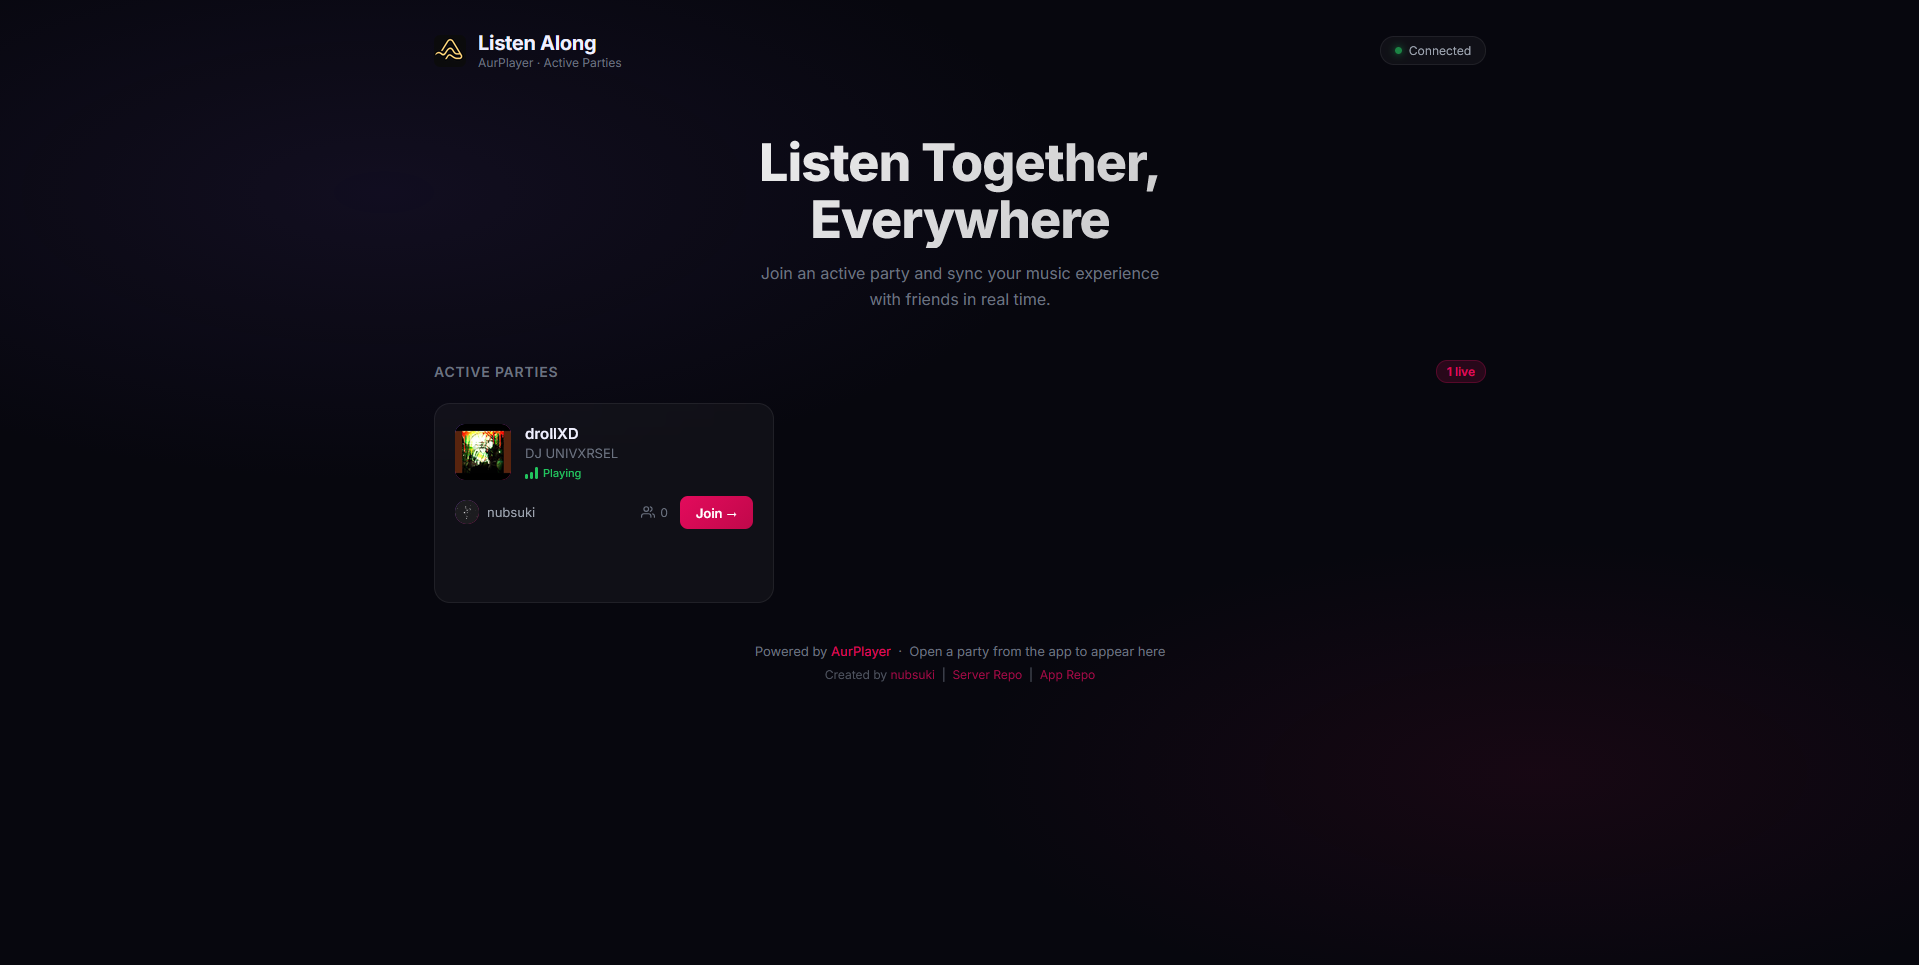 Listen Along
AurPlayer · Active Parties
Connected
Listen Together,
Everywhere
Join an active party and sync your music experience
with friends in real time.
ACTIVE PARTIES
1 live
drollXD
DJ UNIVXRSEL
Playing
nubsuki
0
Join →
Powered by AurPlayer · Open a party from the app to appear here
Created by nubsuki | Server Repo | App Repo